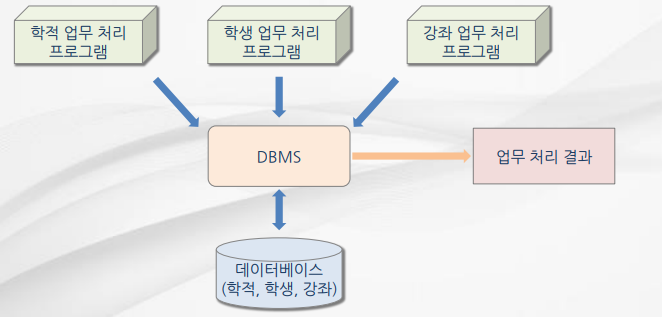 학적 업무 처리
프로그램
학생 업무 처리
프로그램
강좌 업무 처리
프로그램
DBMS
업무 처리 결과
데이터베이스
(학적, 학생, 강좌)